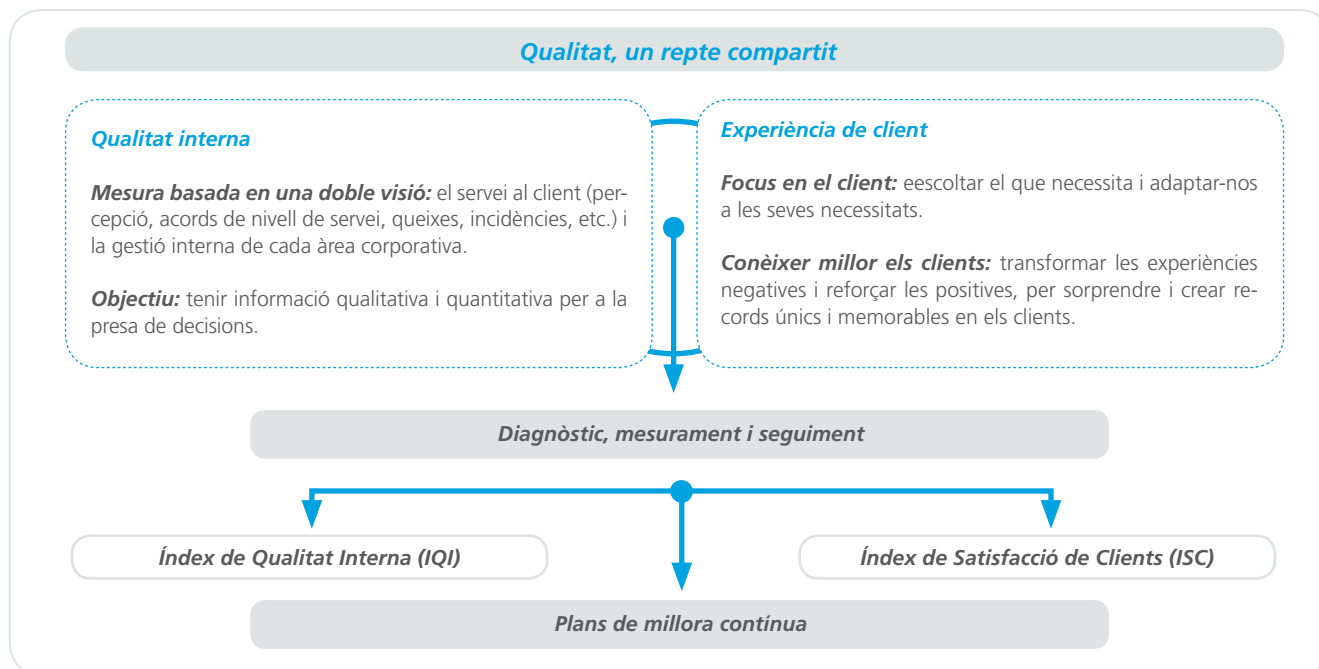 Qualitat, un repte compartit
Qualitat interna
Mesura basada en una doble visió: el servei al client (per-
cepció, acords de nivell de servei, queixes, incidències, etc.) i
la gestió interna de cada àrea corporativa.
Objectiu: tenir informació qualitativa i quantitativa per a la
presa de decisions.
Experiència de client
Focus en el client: eescoltar el que necessita i adaptar-nos
a les seves necessitats.
Conèixer millor els clients: transformar les experiències
negatives i reforçar les positives, per sorprendre i crear re-
cords únics i memorables en els clients.
Diagnòstic, mesurament i seguiment
Índex de Qualitat Interna (IQI)
Índex de Satisfacció de Clients (ISC)
Plans de millora contínua